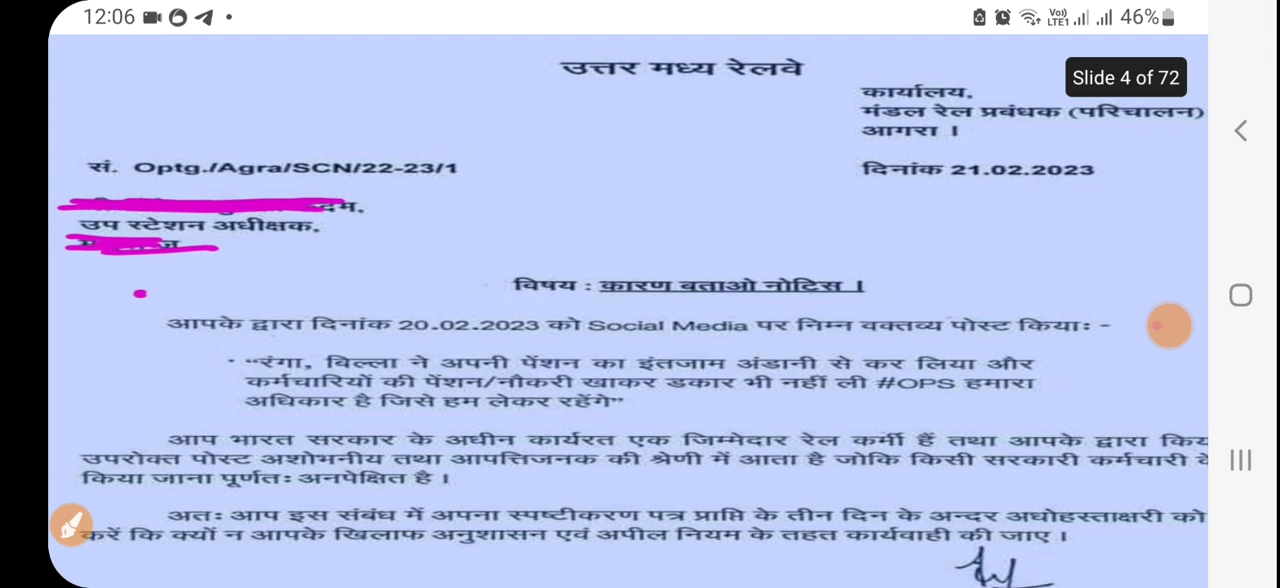 12:06
Vo)) LTE1 46%
Slide 4 of 72
उत्तर मध्य रेलवे
कार्यालय,
मंडल रेल प्रबंधक (परिचालन)
आगरा ।
सं. Optg./Agra/SCN/22-23/1
दिनांक 21.02.2023
उप स्टेशन अधीक्षक,
विषय : कारण बताओ नोटिस ।
आपके द्वारा दिनांक 20.02.2023 को Social Media पर निम्न वक्तव्य पोस्ट कियाः -
"रंगा, बिल्ला ने अपनी पेंशन का इंतजाम अंडानी से कर लिया और
कर्मचारियों की पेंशन/नौकरी खाकर डकार भी नहीं ली #OPS हमारा
अधिकार है जिसे हम लेकर रहेंगे"
आप भारत सरकार के अधीन कार्यरत एक जिम्मेदार रेल कर्मी हैं तथा आपके द्वारा किय
उपरोक्त पोस्ट अशोभनीय तथा आपत्तिजनक की श्रेणी में आता है जोकि किसी सरकारी कर्मचारी
किया जाना पूर्णतः अनपेक्षित है ।
अतः आप इस संबंध में अपना स्पष्टीकरण पत्र प्राप्ति के तीन दिन के अन्दर अधोहस्ताक्षरी को
करें कि क्यों न आपके खिलाफ अनुशासन एवं अपील नियम के तहत कार्यवाही की जाए ।